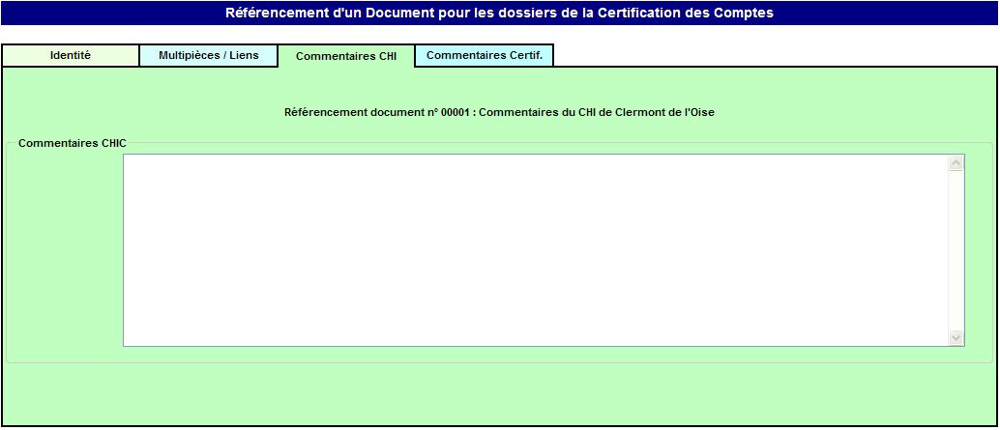 Référencement d'un Document pour les dossiers de la Certification des Comptes
Identité
Multipièces / Liens
Commentaires CHI
Commentaires Certif.
Référencement document n° 00001 : Commentaires du CHI de Clermont de l'Oise
Commentaires CHIC